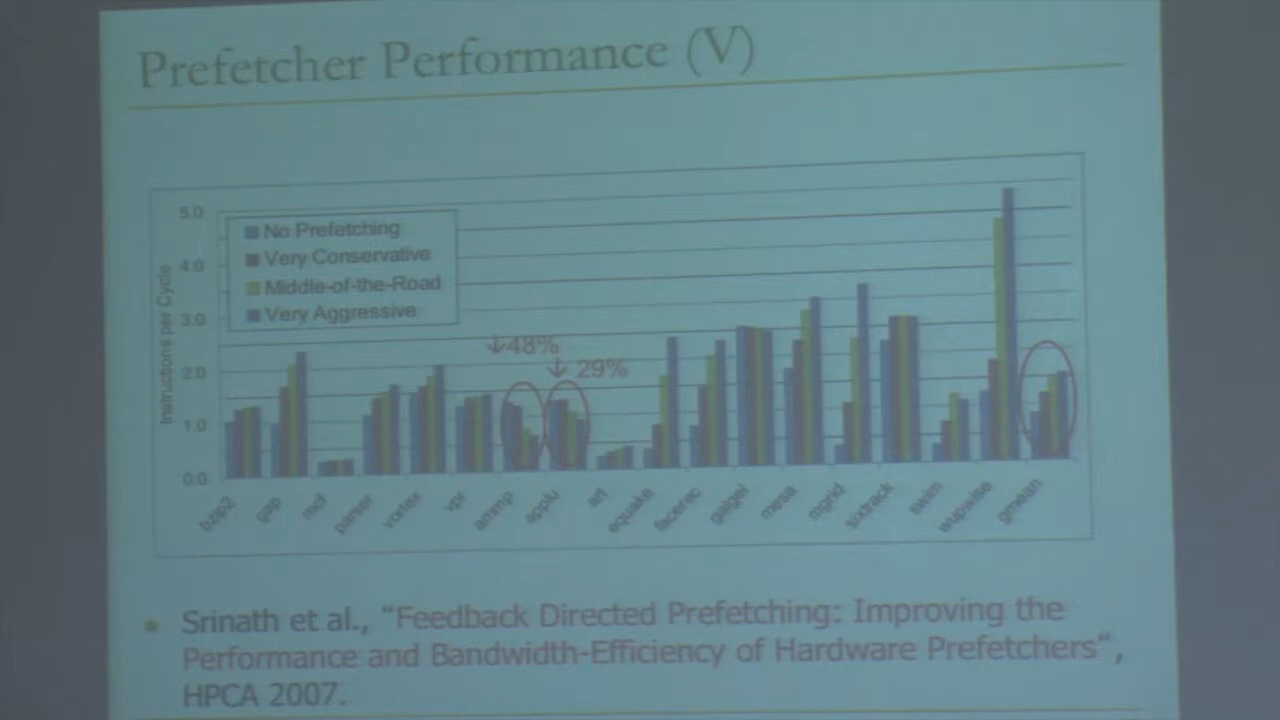 Prefetcher Performance (V)
5.0
4.0
3.0
2.0
1.0
0.0
Instructions per Cycle
No Prefetching
Very Conservative
Middle-of-the-Road
Very Aggressive
↓48%
↓ 29%
bzip2 gap mcf parser vortex vpr ammp applu art equake facerec galgel mesa mgrid sixtrack swim wupwise gmean
• Srinath et al., “Feedback Directed Prefetching: Improving the
Performance and Bandwidth-Efficiency of Hardware Prefetchers“,
HPCA 2007.